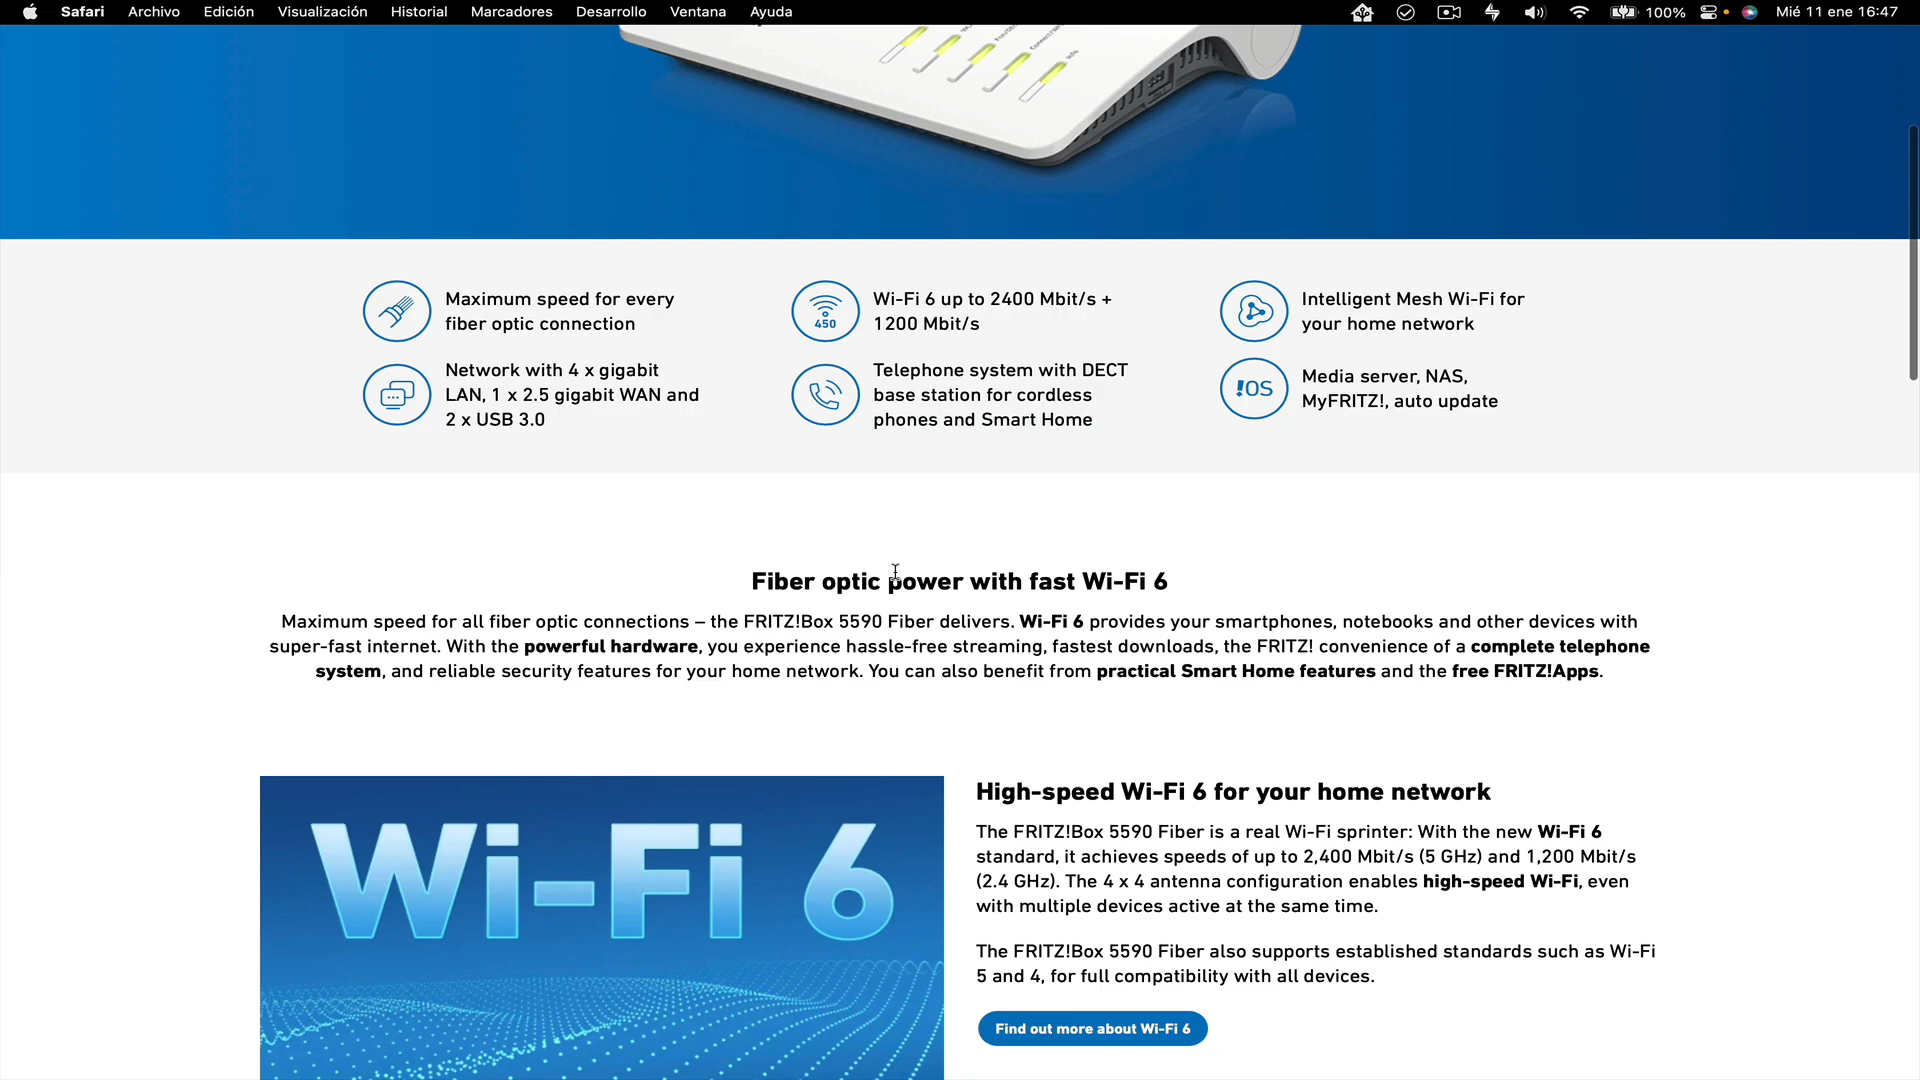 Safari Archivo Edición Visualización Historial Marcadores Desarrollo Ventana Ayuda 100% Mié 11 ene 16:47
Info
Maximum speed for every
fiber optic connection
450
Wi-Fi 6 up to 2400 Mbit/s +
1200 Mbit/s
Intelligent Mesh Wi-Fi for
your home network
Network with 4 x gigabit
LAN, 1 x 2.5 gigabit WAN and
2 x USB 3.0
Telephone system with DECT
base station for cordless
phones and Smart Home
!OS
Media server, NAS,
MyFRITZ!, auto update
Fiber optic power with fast Wi-Fi 6
Maximum speed for all fiber optic connections – the FRITZ!Box 5590 Fiber delivers. Wi-Fi 6 provides your smartphones, notebooks and other devices with
super-fast internet. With the powerful hardware, you experience hassle-free streaming, fastest downloads, the FRITZ! convenience of a complete telephone
system, and reliable security features for your home network. You can also benefit from practical Smart Home features and the free FRITZ!Apps.
Wi-Fi 6
High-speed Wi-Fi 6 for your home network
The FRITZ!Box 5590 Fiber is a real Wi-Fi sprinter: With the new Wi-Fi 6
standard, it achieves speeds of up to 2,400 Mbit/s (5 GHz) and 1,200 Mbit/s
(2.4 GHz). The 4 x 4 antenna configuration enables high-speed Wi-Fi, even
with multiple devices active at the same time.
The FRITZ!Box 5590 Fiber also supports established standards such as Wi-Fi
5 and 4, for full compatibility with all devices.
Find out more about Wi-Fi 6